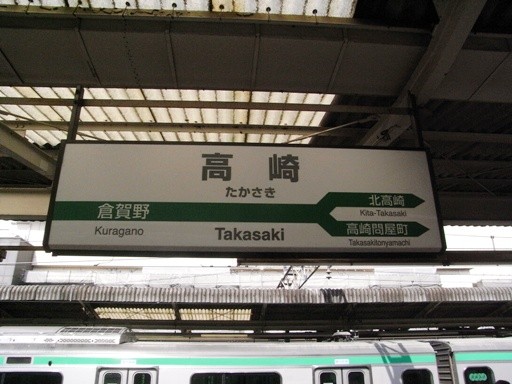 高崎
たかさき
倉賀野
Kuragano
Takasaki
北高崎
Kita-Takasaki
高崎問屋町
Takasakitonyamachi